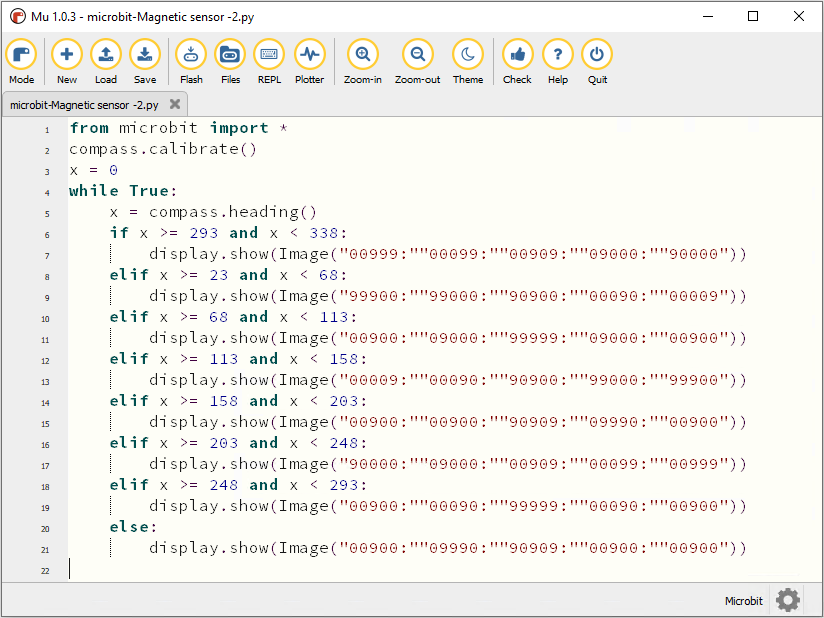 Mu 1.0.3 - microbit-Magnetic sensor -2.py
Mode New Load Save Flash Files REPL Plotter Zoom-in Zoom-out Theme Check Help Quit
microbit-Magnetic sensor -2.py
1 from microbit import *
2 compass.calibrate()
3 x = 0
4 while True:
5     x = compass.heading()
6     if x >= 293 and x < 338:
7         display.show(Image("00999:""00099:""00909:""09000:""90000"))
8     elif x >= 23 and x < 68:
9         display.show(Image("99900:""99000:""90900:""00090:""00009"))
10     elif x >= 68 and x < 113:
11         display.show(Image("00900:""09000:""99999:""09000:""00900"))
12     elif x >= 113 and x < 158:
13         display.show(Image("00009:""00090:""90900:""99000:""99900"))
14     elif x >= 158 and x < 203:
15         display.show(Image("00900:""00900:""90909:""09990:""00900"))
16     elif x >= 203 and x < 248:
17         display.show(Image("90000:""09000:""00909:""00099:""00999"))
18     elif x >= 248 and x < 293:
19         display.show(Image("00900:""00090:""99999:""00090:""00900"))
20     else:
21         display.show(Image("00900:""09990:""90909:""00900:""00900"))
22
Microbit